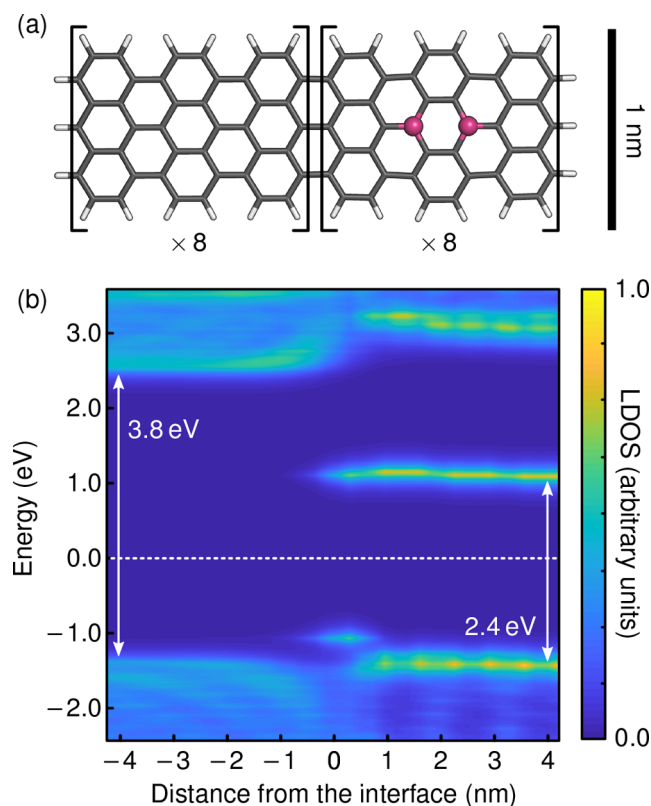 (a)
1 nm
× 8
× 8
(b)
3.0
2.0
1.0
0.0
−1.0
−2.0
Energy (eV)
3.8 eV
2.4 eV
−4
−3
−2
−1
0
1
2
3
4
Distance from the interface (nm)
1.0
0.0
LDOS (arbitrary units)